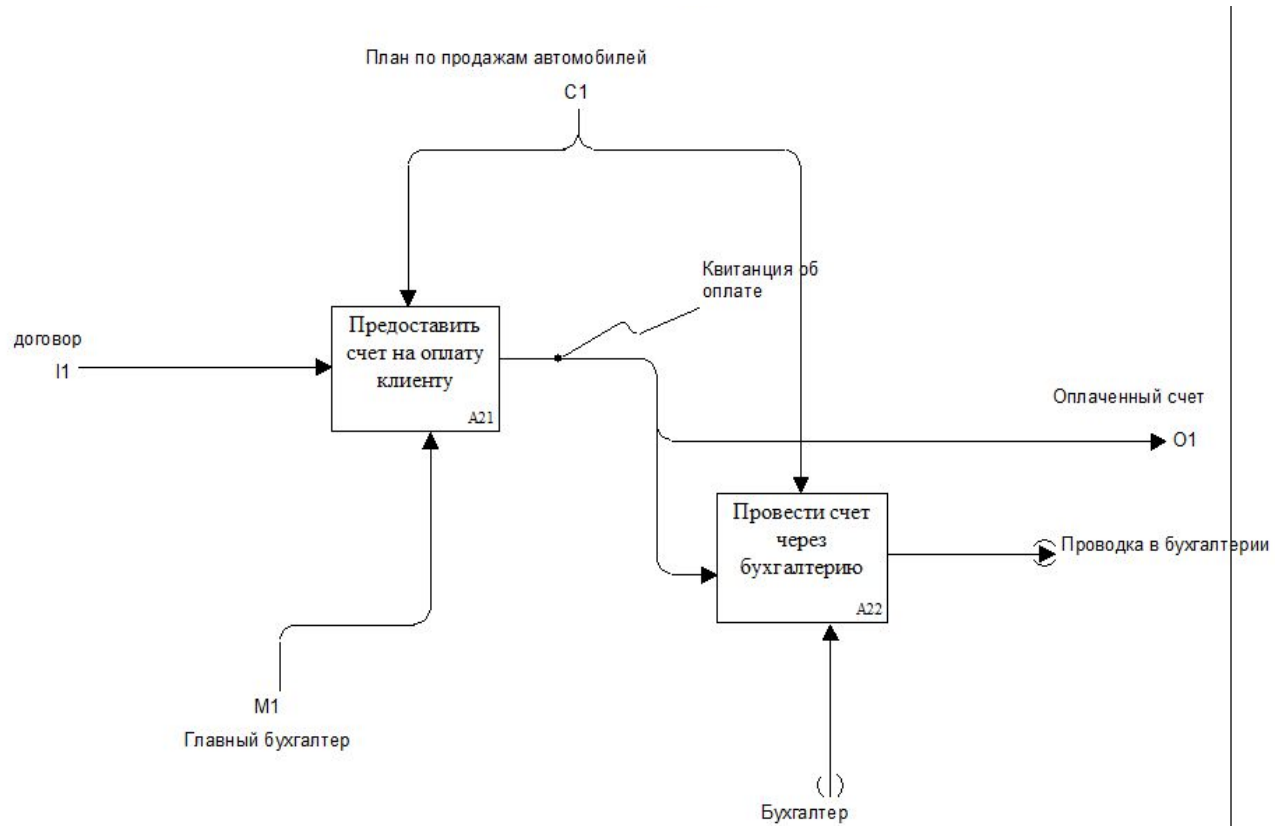 План по продажам автомобилей
C1
Квитанция об
оплате
Предоставить
счет на оплату
клиенту
A21
договор
I1
Оплаченный счет
O1
Провести счет
через
бухгалтерию
A22
Проводка в бухгалтерии
M1
Главный бухгалтер
Бухгалтер